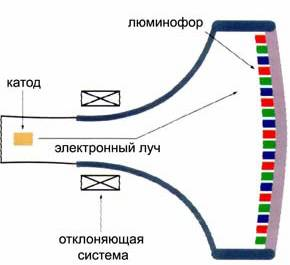 люминофор
катод
электронный луч
отклоняющая
система